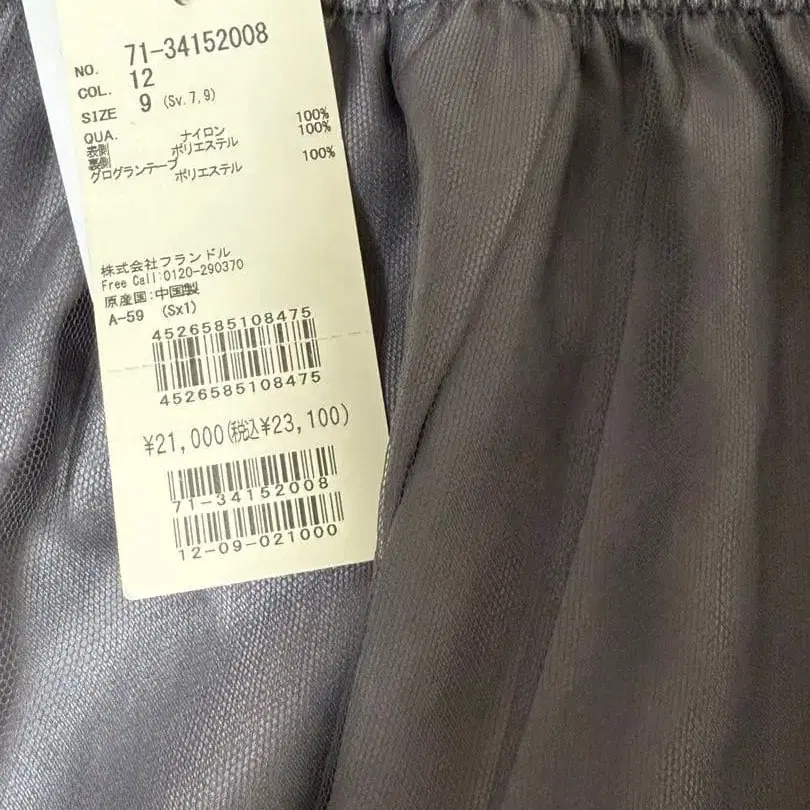 NO. 71-34152008
COL. 12
SIZE 9 (Sv.7,9)
QUA.
表側 ナイロン 100%
裏側 ポリエステル 100%
グログランテープ ポリエステル 100%
株式会社フランドル
Free Call:0120-290370
原産国:中国製
A-59 (Sx1)
4526585108475
4526585108475
¥21,000(税込¥23,100)
71-34152008
12-09-021000